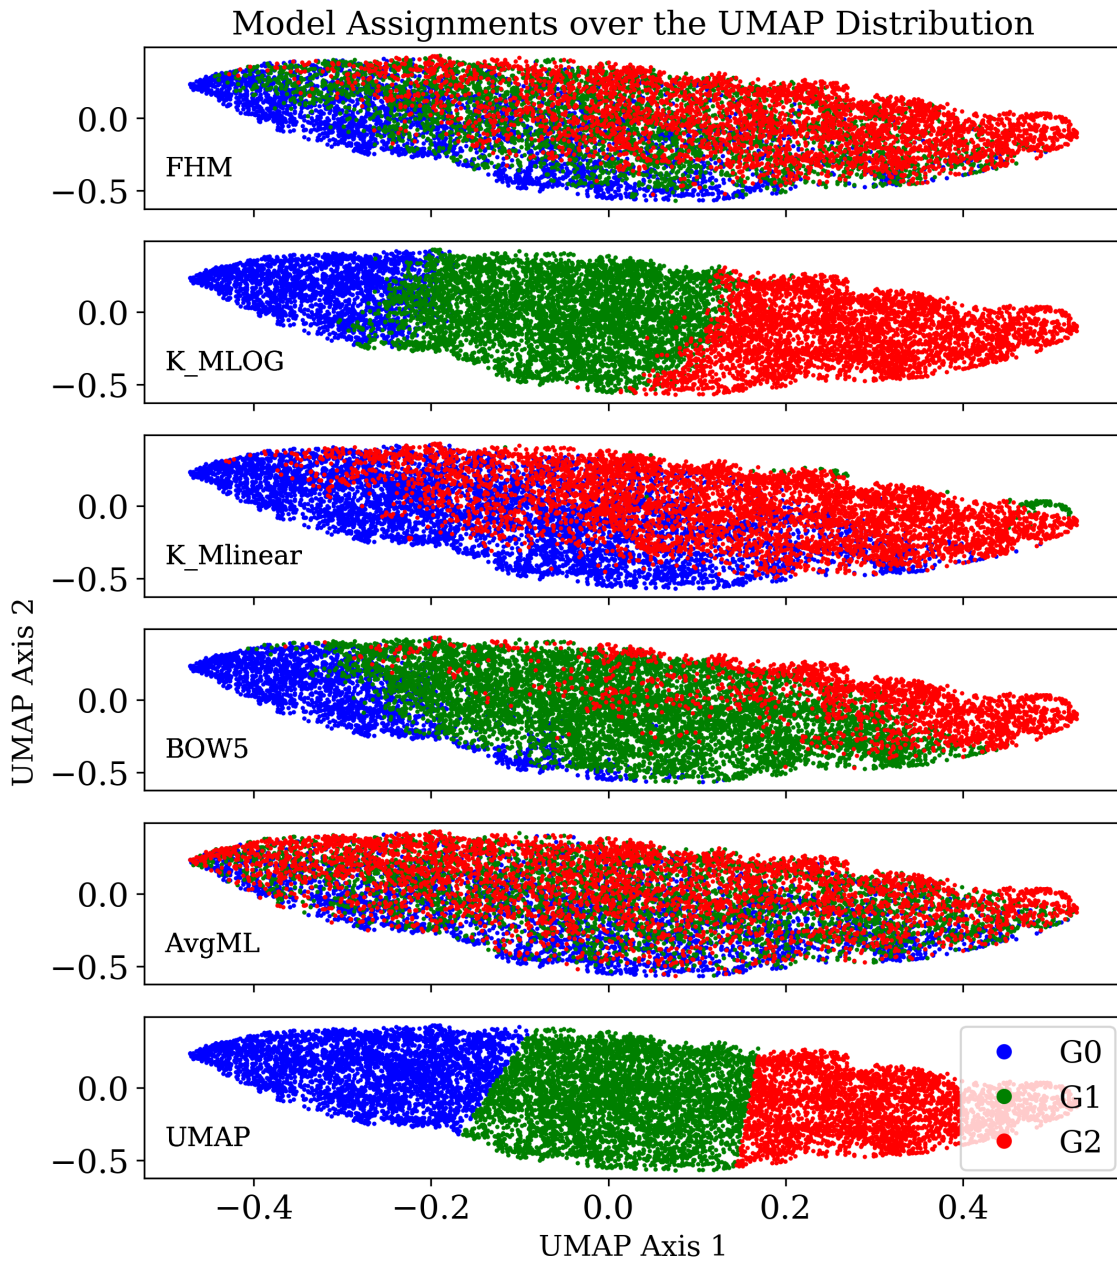 Model Assignments over the UMAP Distribution
0.0
−0.5
FHM
0.0
−0.5
K_MLOG
0.0
−0.5
K_Mlinear
0.0
−0.5
BOW5
0.0
−0.5
AvgML
0.0
−0.5
UMAP
G0
G1
G2
−0.4 −0.2 0.0 0.2 0.4
UMAP Axis 1
UMAP Axis 2